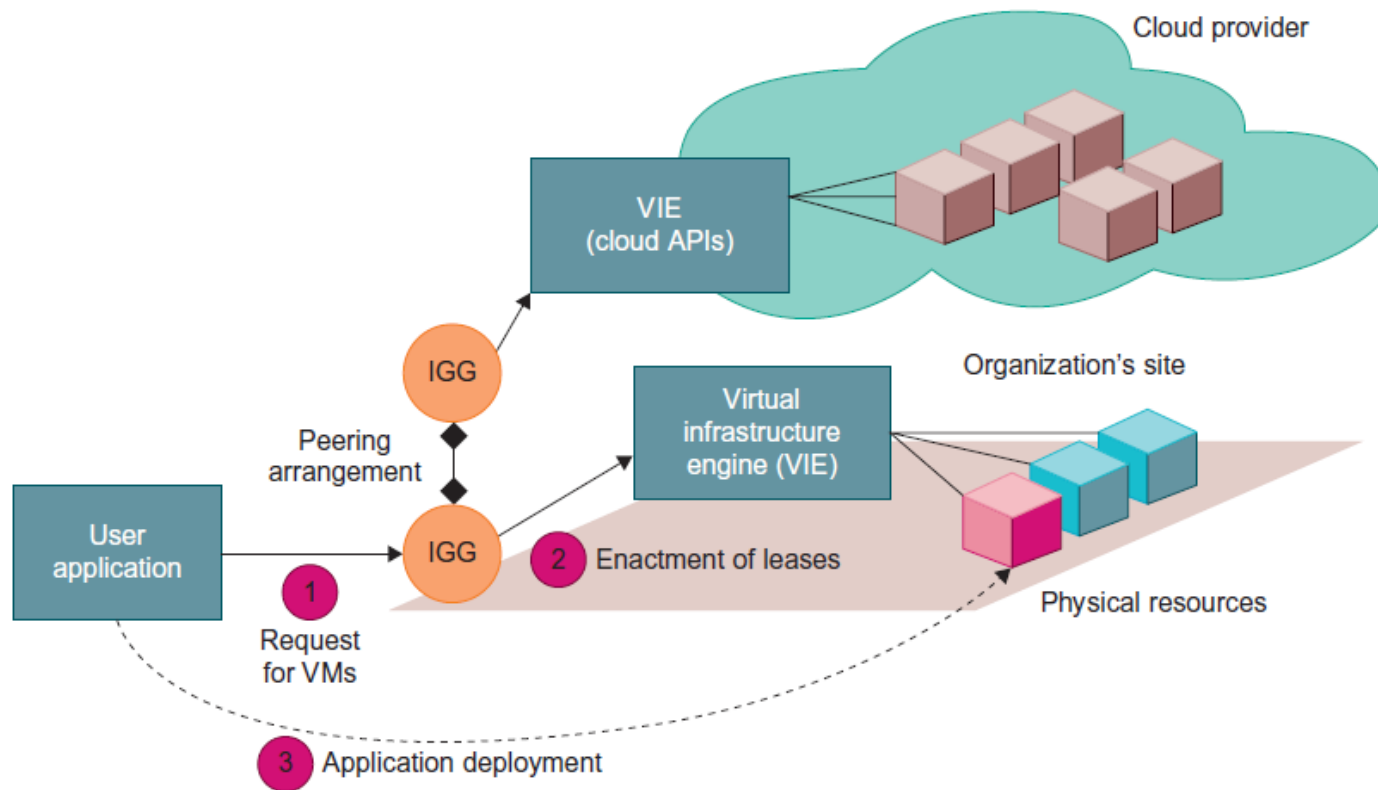 Cloud provider
VIE
(cloud APIs)
IGG
Organization’s site
Virtual
infrastructure
engine (VIE)
Peering
arrangement
User
application
IGG
2
Enactment of leases
1
Physical resources
Request
for VMs
3
Application deployment